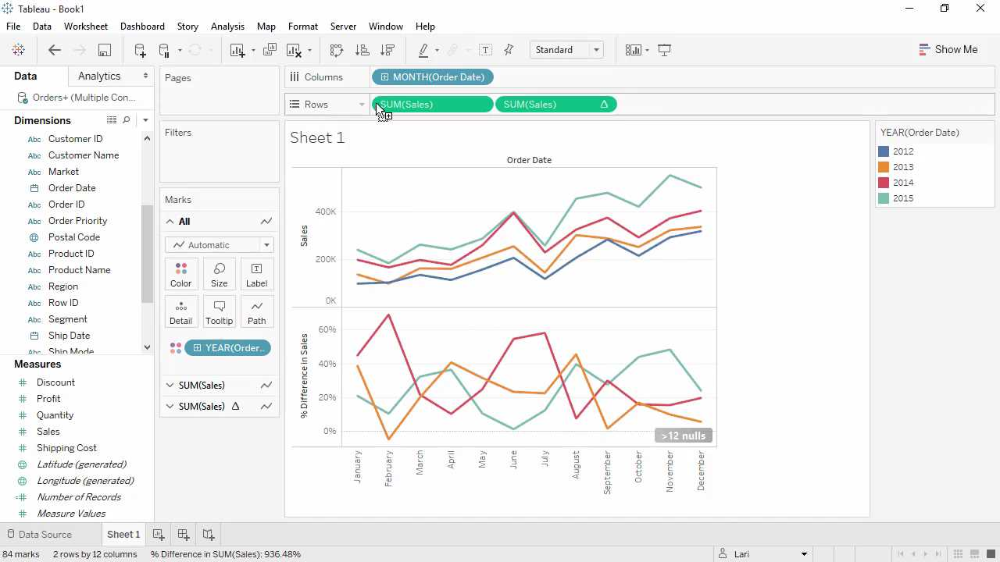 Tableau - Book1
File Data Worksheet Dashboard Story Analysis Map Format Server Window Help
Standard
Show Me
Data
Analytics
Orders+ (Multiple Con...
Dimensions
Abc Customer ID
Abc Customer Name
Abc Market
Order Date
Abc Order ID
Abc Order Priority
Postal Code
Abc Product ID
Abc Product Name
Abc Region
Abc Row ID
Abc Segment
Ship Date
Abc Ship Mode
Measures
Discount
Profit
Quantity
Sales
Shipping Cost
Latitude (generated)
Longitude (generated)
Number of Records
Measure Values
Pages
Filters
Marks
All
Automatic
Color
Size
Label
Detail
Tooltip
Path
YEAR(Order..
SUM(Sales)
SUM(Sales) Δ
Columns
MONTH(Order Date)
Rows
SUM(Sales)
SUM(Sales) Δ
Sheet 1
Order Date
Sales
400K
200K
0K
% Difference in Sales
60%
40%
20%
0%
>12 nulls
January
February
March
April
May
June
July
August
September
October
November
December
YEAR(Order Date)
2012
2013
2014
2015
Data Source
Sheet 1
84 marks
2 rows by 12 columns
% Difference in SUM(Sales): 936.48%
Lari